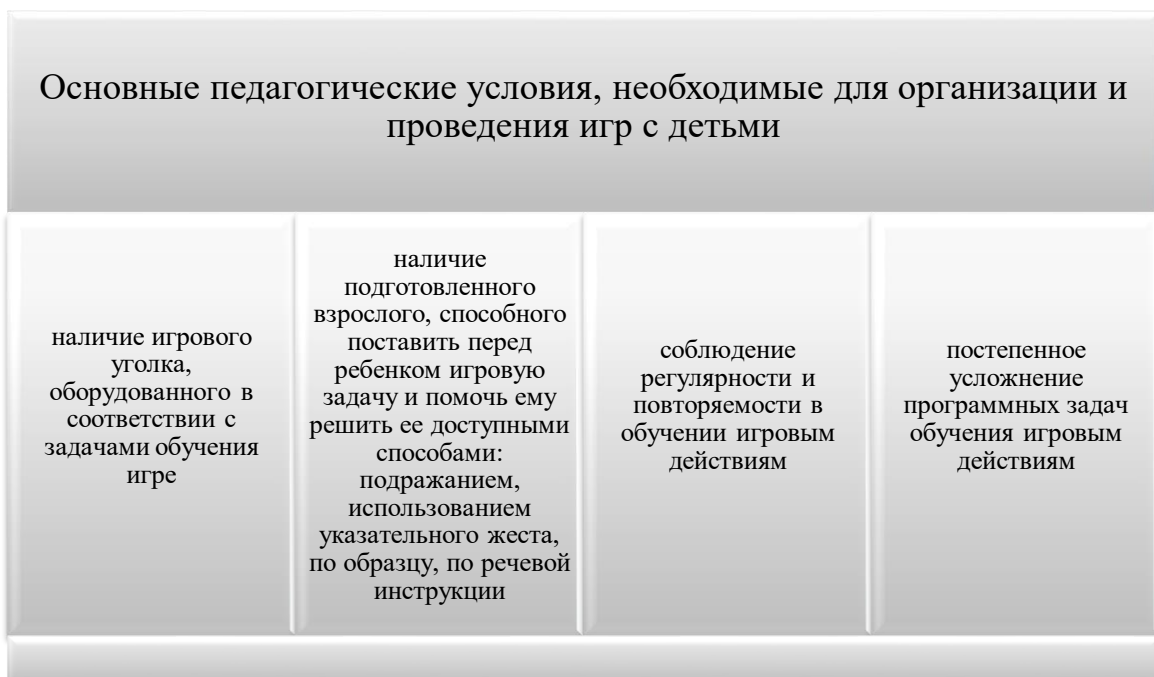 Основные педагогические условия, необходимые для организации и
проведения игр с детьми
наличие игрового
уголка,
оборудованного в
соответствии с
задачами обучения
игре
наличие
подготовленного
взрослого, способного
поставить перед
ребенком игровую
задачу и помочь ему
решить ее доступными
способами:
подражанием,
использованием
указательного жеста,
по образцу, по речевой
инструкции
соблюдение
регулярности и
повторяемости в
обучении игровым
действиям
постепенное
усложнение
программных задач
обучения игровым
действиям